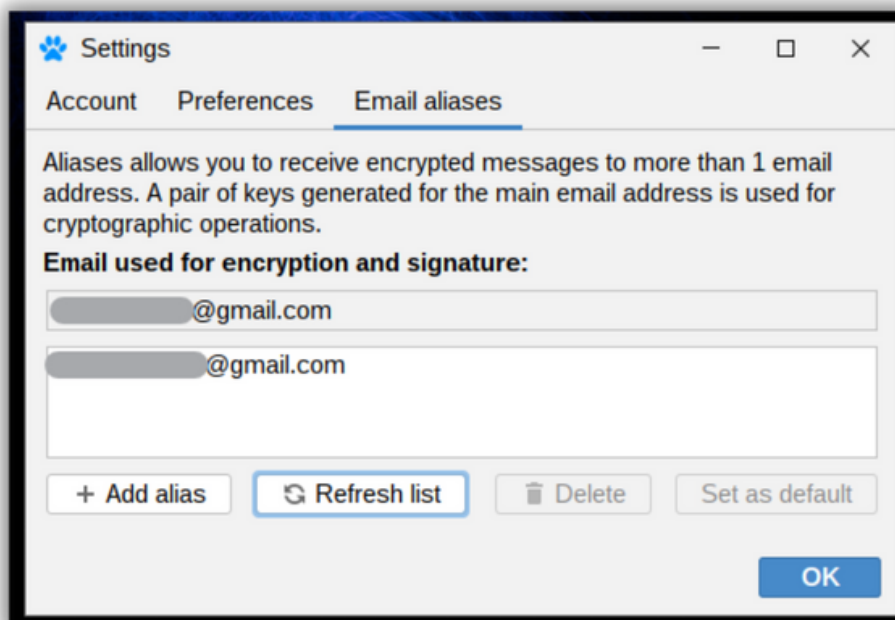 Settings
Account Preferences Email aliases
Aliases allows you to receive encrypted messages to more than 1 email
address. A pair of keys generated for the main email address is used for
cryptographic operations.
Email used for encryption and signature:
@gmail.com
@gmail.com
+ Add alias Refresh list Delete Set as default
OK